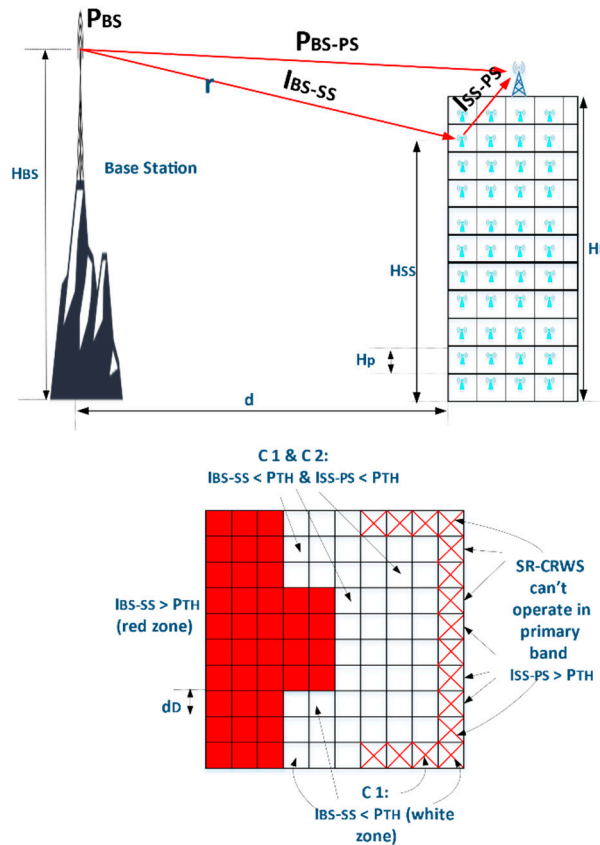 PBS
PBS-PS
IBS-SS
r
ISS-PS
HBS
Base Station
HSS
Hp
d
C 1 & C 2:
IBS-SS < PTH & ISS-PS < PTH
IBS-SS > PTH
(red zone)
SR-CRWS
can't
operate in
primary
band
ISS-PS > PTH
dD
C 1:
IBS-SS < PTH (white
zone)